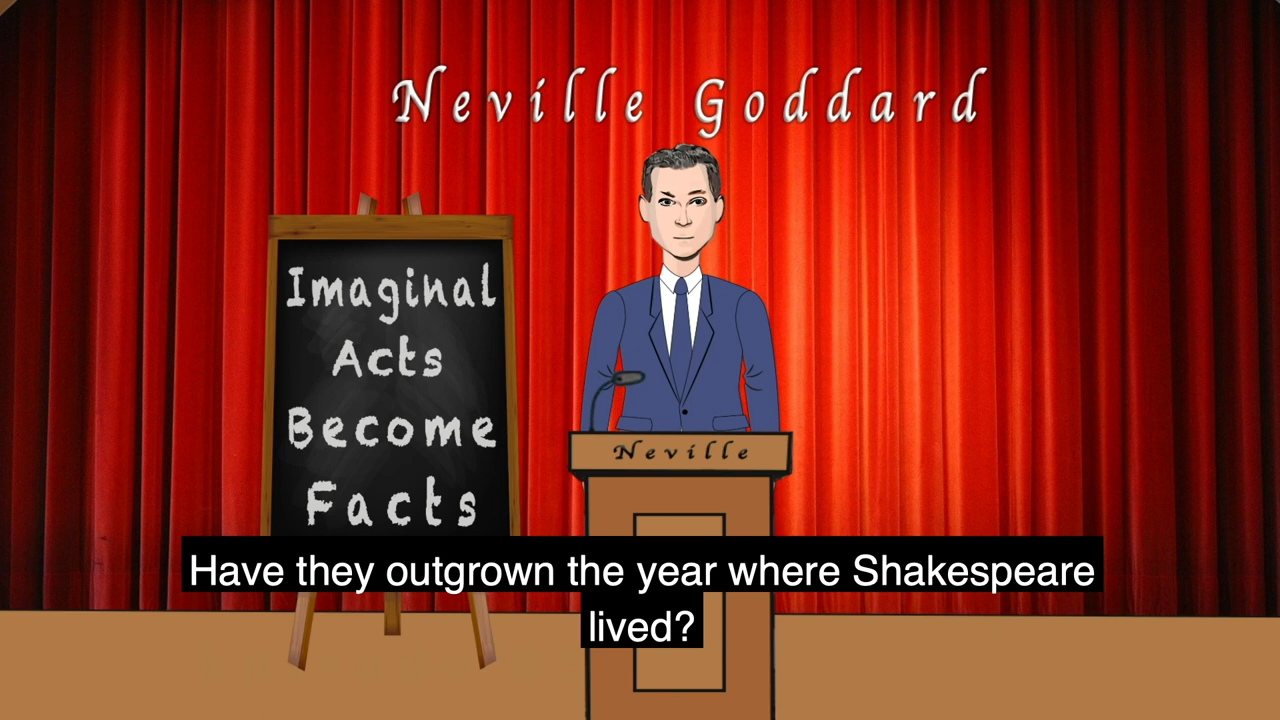 Neville Goddard
Imaginal
Acts
Become
Facts
Neville
Have they outgrown the year where Shakespeare
lived?